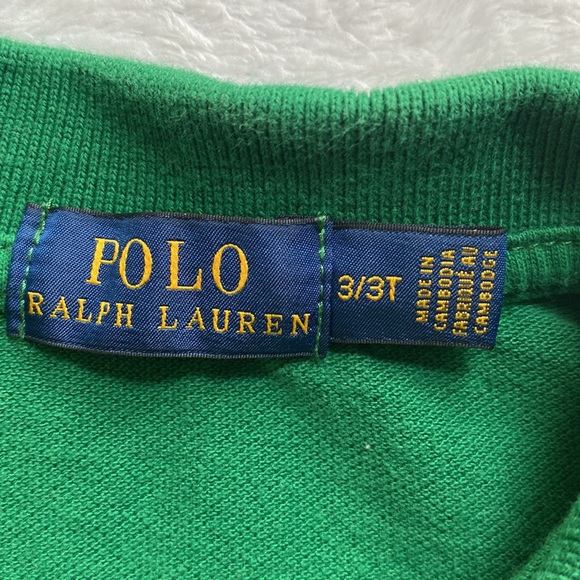 POLO
RALPH LAUREN
3/3T
MADE IN
CAMBODIA
FABRIQUÉ AU
CAMBODGE